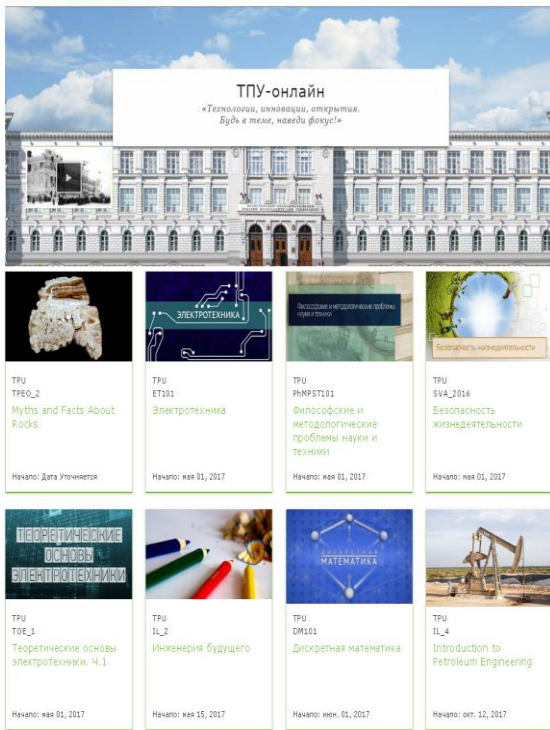 ТПУ-онлайн
«Технологии, инновации, открытия.
Будь в теме, наведи фокус!»
ЭЛЕКТРОТЕХНИКА
Философские и методологические проблемы
науки и техники
Безопасность жизнедеятельности
TPU
TPEO_2
Myths and Facts About
Rocks
Начало: Дата Уточняется
TPU
ET101
Электротехника
Начало: мая 01, 2017
TPU
PhMPST101
Философские и
методологические
проблемы науки и
техники
Начало: мая 01, 2017
TPU
SVA_2016
Безопасность
жизнедеятельности
Начало: мая 01, 2017
ТЕОРЕТИЧЕСКИЕ
ОСНОВЫ
ЭЛЕКТРОТЕХНИКИ
ДИСКРЕТНАЯ
МАТЕМАТИКА
TPU
TOE_1
Теоретические основы
электротехники. Ч.1
Начало: мая 01, 2017
TPU
IL_2
Инженерия будущего
Начало: мая 15, 2017
TPU
DM101
Дискретная математика
Начало: июн. 01, 2017
TPU
IL_4
Introduction to
Petroleum Engineering
Начало: окт. 12, 2017